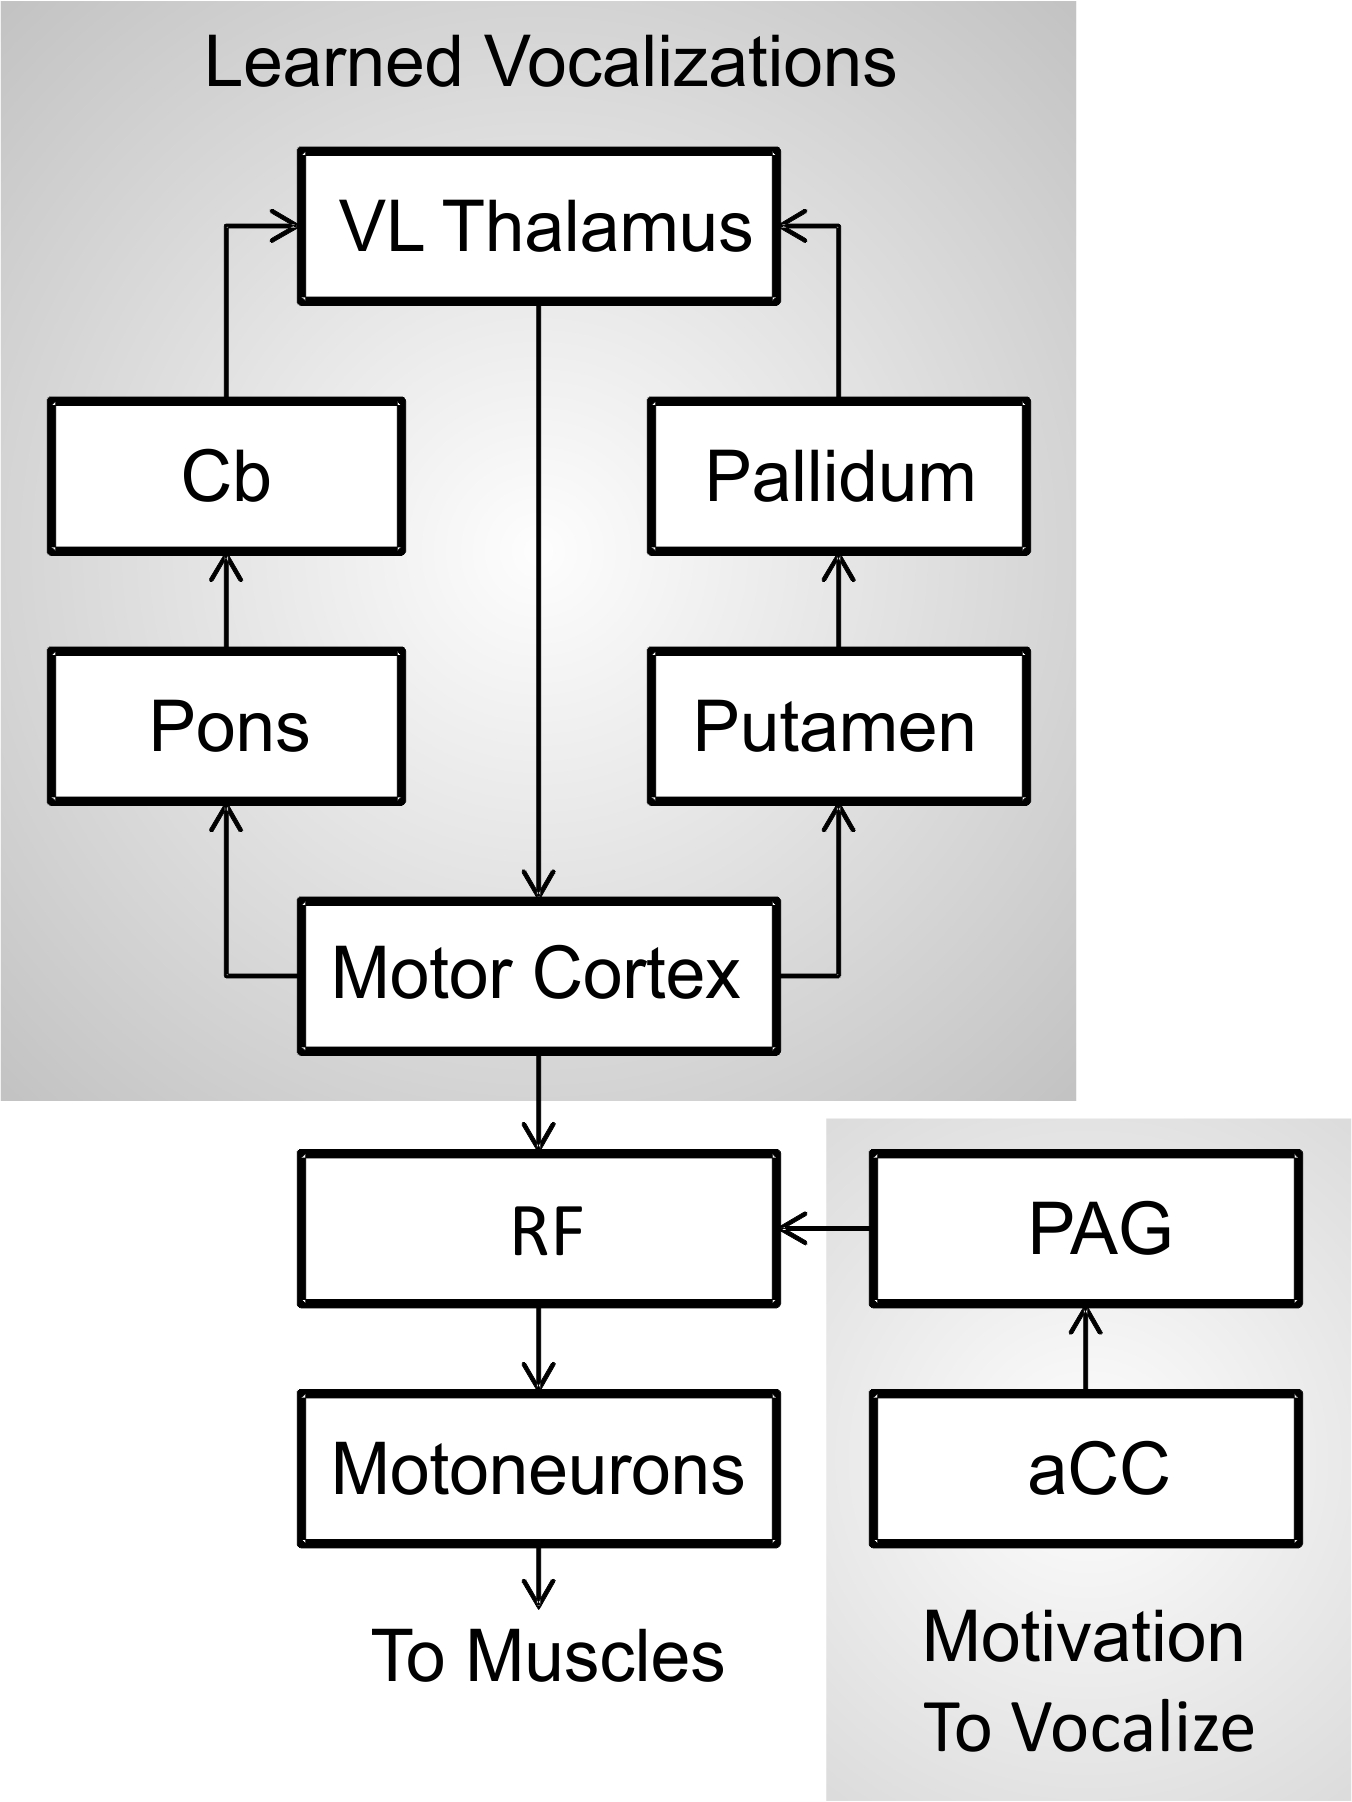 Learned Vocalizations
VL Thalamus
Cb
Pallidum
Pons
Putamen
Motor Cortex
RF
PAG
Motoneurons
aCC
To Muscles
Motivation
To Vocalize